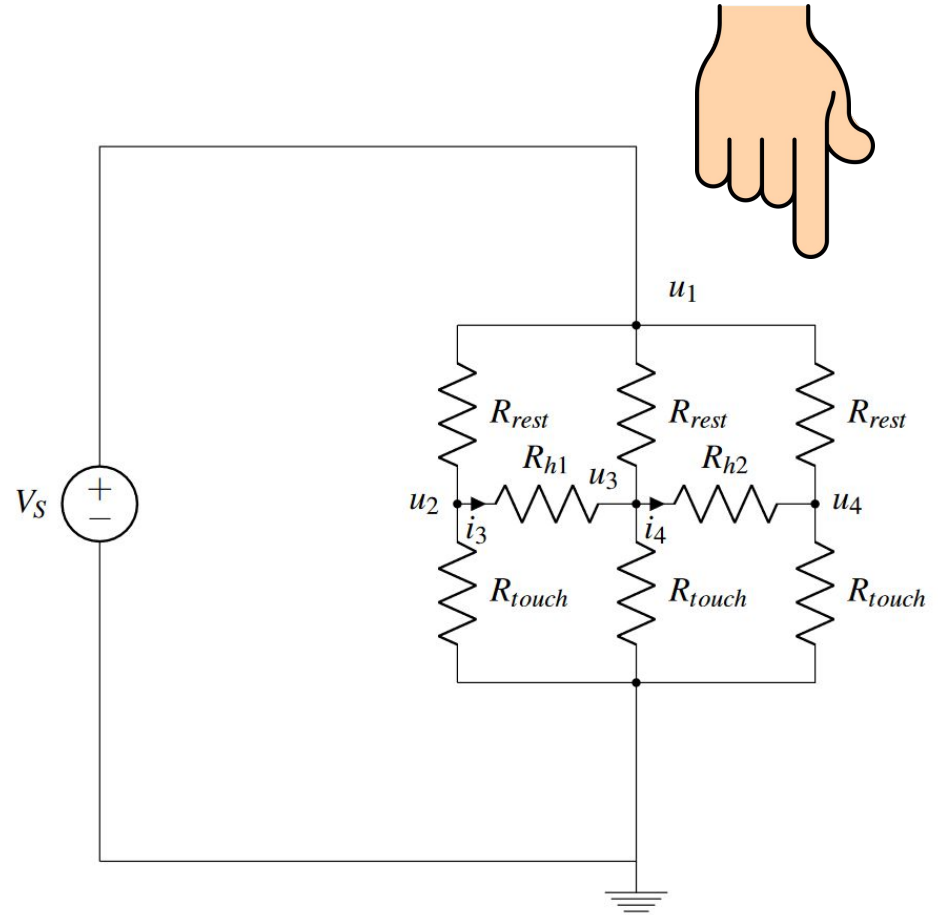 u1
Rrest Rrest Rrest
Rh1 u3 Rh2
VS + − u2 i3 i4 u4
Rtouch Rtouch Rtouch